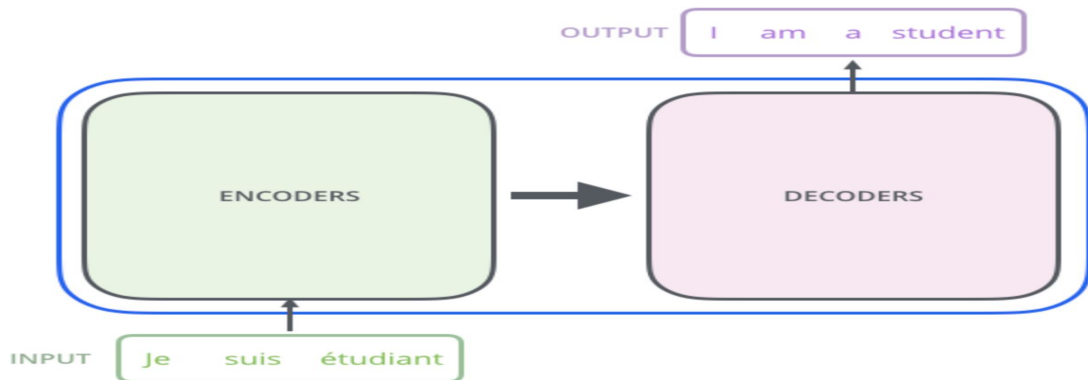 OUTPUT I am a student
ENCODERS DECODERS
INPUT Je suis étudiant